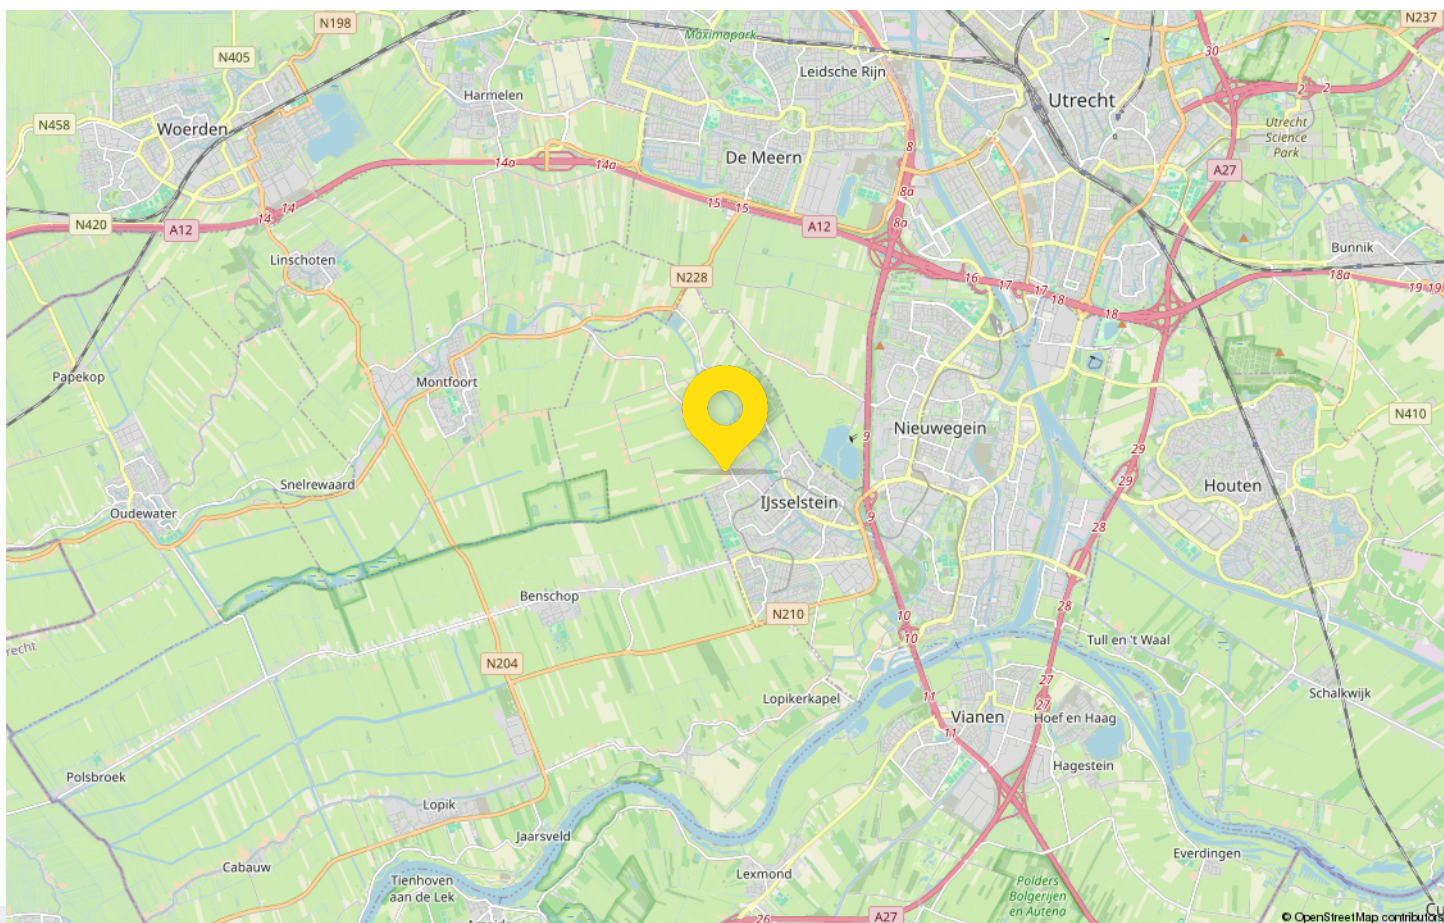 N198
N237
N405
Maximapark
30
Leidsche Rijn
2
2
Harmelen
Utrecht
N458
Woerden
Utrecht
Science
Park
8
De Meern
14a
14a
A27
8a
15
15
14
14
N420
A12
A12
8a
Bunnik
Linschoten
N228
16
17
17
18
18a
19
19
18
Papekop
Montfoort
N410
9
Nieuwegein
29
29
Snelrewaard
Houten
Oudewater
IJsselstein
9
28
Benschop
28
N210
10
10
Tull en 't Waal
recht
N204
27
27
Schalkwijk
Lopikerkapel
11
Vianen
Hoef en Haag
11
Hagestein
Polsbroek
Lopik
Jaarsveld
Everdingen
Cabauw
Lexmond
Tienhoven
aan de Lek
Polders
Bolgerijen
en Autena
26
A27
© OpenStreetMap contributors